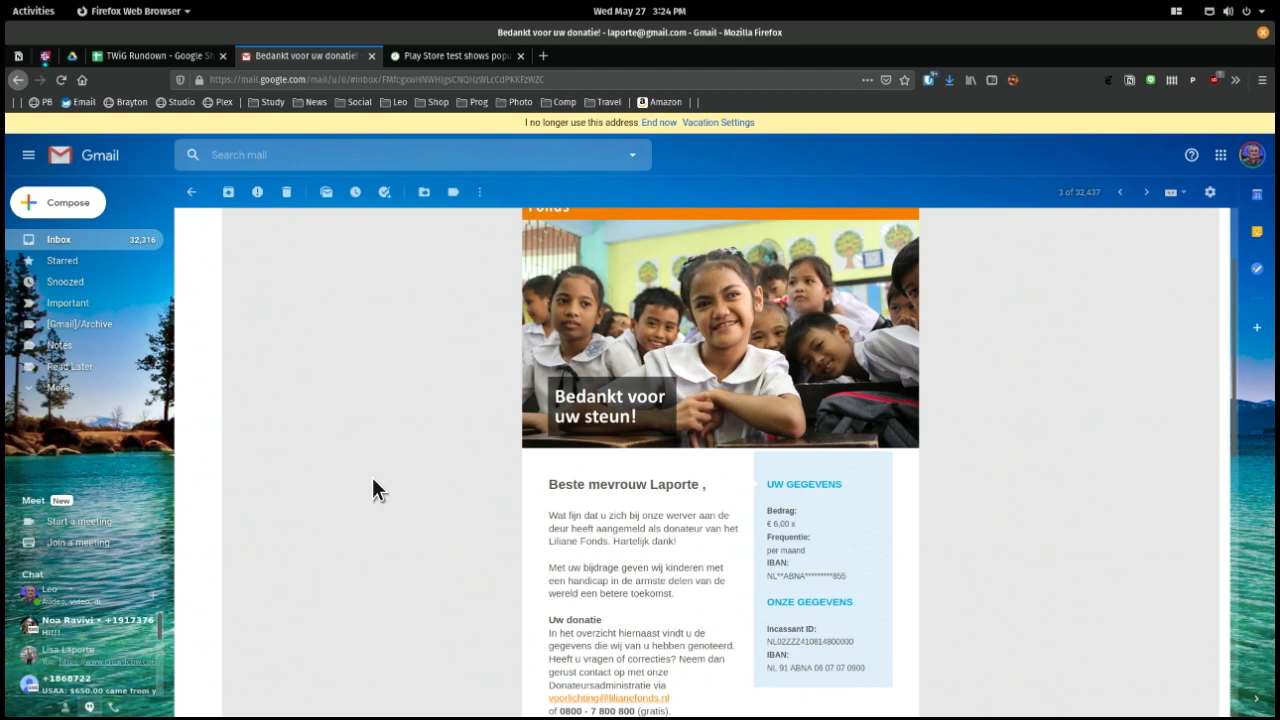 Activities
Firefox Web Browser
Wed May 27 3:24 PM
Bedankt voor uw donatie! - laporte@gmail.com - Gmail - Mozilla Firefox
TWiG Rundown - Google Sh
Bedankt voor uw donatie!
Play Store test shows popu
PB Email Brayton Studio Plex Study News Social Leo Shop Prog Photo Comp Travel Amazon
I no longer use this address End now Vacation Settings
Gmail
Search mail
Compose
3 of 32,437
Inbox 32,316
Starred
Snoozed
Important
[Gmail]/Archive
Notes
Read Later
More
Meet New
Start a meeting
Join a meeting
Chat
Leo
Noa Ravivi • +1917376
Hi!!!
Lisa Laporte
+1868722
USAA: $650.00 came from y
Fonds
Bedankt voor
uw steun!
Beste mevrouw Laporte ,
Wat fijn dat u zich bij onze werver aan de
deur heeft aangemeld als donateur van het
Liliane Fonds. Hartelijk dank!
Met uw bijdrage geven wij kinderen met
een handicap in de armste delen van de
wereld een betere toekomst.
Uw donatie
In het overzicht hiernaast vindt u de
gegevens die wij van u hebben genoteerd.
Heeft u vragen of correcties? Neem dan
gerust contact op met onze
Donateursadministratie via
voorlichting@lilianefonds.nl
of 0800 - 7 800 800 (gratis).
UW GEGEVENS
Bedrag:
€ 6,00 x
Frequentie:
per maand
IBAN:
NL**ABNA*********855
ONZE GEGEVENS
Incassant ID:
NL02ZZZ410814800000
IBAN:
NL 91 ABNA 06 07 07 0900